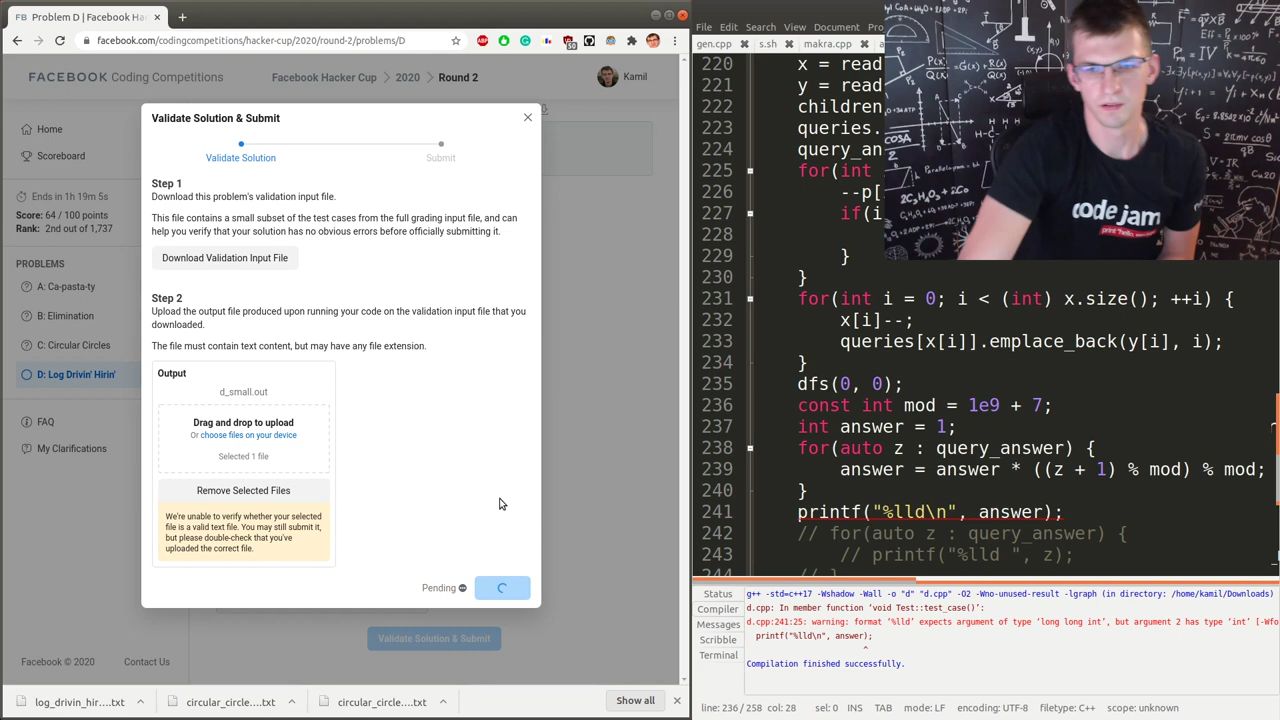 Problem D | Facebook Hac
facebook.com/codingcompetitions/hacker-cup/2020/round-2/problems/D
FACEBOOK Coding Competitions
Facebook Hacker Cup
2020
Round 2
Kamil
Home
Scoreboard
Ends in 1h 19m 5s
Score: 64 / 100 points
Rank: 2nd out of 1,737
PROBLEMS
A: Ca-pasta-ty
B: Elimination
C: Circular Circles
D: Log Drivin' Hirin'
FAQ
My Clarifications
Facebook © 2020
Contact Us
Validate Solution & Submit
Validate Solution
Submit
Step 1
Download this problem's validation input file.
This file contains a small subset of the test cases from the full grading input file, and can
help you verify that your solution has no obvious errors before officially submitting it.
Download Validation Input File
Step 2
Upload the output file produced upon running your code on the validation input file that you
downloaded.
The file must contain text content, but may have any file extension.
Output
d_small.out
Drag and drop to upload
Or choose files on your device
Selected 1 file
Remove Selected Files
We're unable to verify whether your selected
file is a valid text file. You may still submit it,
but please double-check that you've
uploaded the correct file.
Pending
Validate Solution & Submit
log_drivin_hir....txt
circular_circle....txt
circular_circle....txt
Show all
File Edit Search View Document
gen.cpp
s.sh
makra.cpp
220 x = read
221 y = read
222 children
223 queries.
224 query_an
225 for(int
226 --p[
227 if(i
228
229 }
230 }
231 for(int i = 0; i < (int) x.size(); ++i) {
232 x[i]--;
233 queries[x[i]].emplace_back(y[i], i);
234 }
235 dfs(0, 0);
236 const int mod = 1e9 + 7;
237 int answer = 1;
238 for(auto z : query_answer) {
239 answer = answer * ((z + 1) % mod) % mod;
240 }
241 printf("%lld\n", answer);
242 // for(auto z : query_answer) {
243 // printf("%lld ", z);
244 // }
code jam
Status
Compiler
Messages
Scribble
Terminal
g++ -std=c++17 -Wshadow -Wall -o "d" "d.cpp" -O2 -Wno-unused-result -lgraph (in directory: /home/kamil/Downloads)
d.cpp: In member function ‘void Test::test_case()’:
d.cpp:241:25: warning: format ‘%lld’ expects argument of type ‘long long int’, but argument 2 has type ‘int’ [-Wfo
printf("%lld\n", answer);
^
Compilation finished successfully.
line: 236 / 258 col: 28 sel: 0 INS TAB mode: LF encoding: UTF-8 filetype: C++ scope: unknown